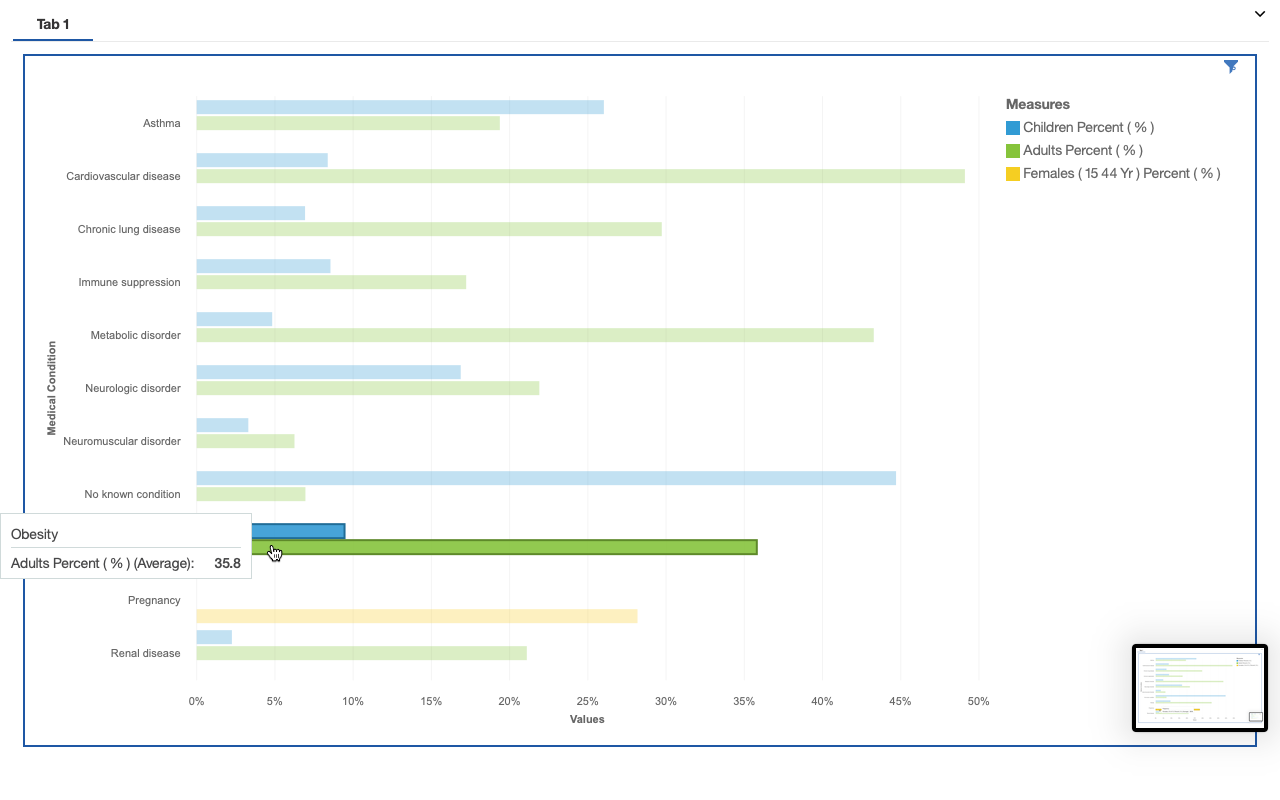 Tab 1
Measures
Children Percent ( % )
Adults Percent ( % )
Females ( 15 44 Yr ) Percent ( % )
Medical Condition
Asthma
Cardiovascular disease
Chronic lung disease
Immune suppression
Metabolic disorder
Neurologic disorder
Neuromuscular disorder
No known condition
Obesity
Adults Percent ( % ) (Average): 35.8
Pregnancy
Renal disease
0% 5% 10% 15% 20% 25% 30% 35% 40% 45% 50%
Values